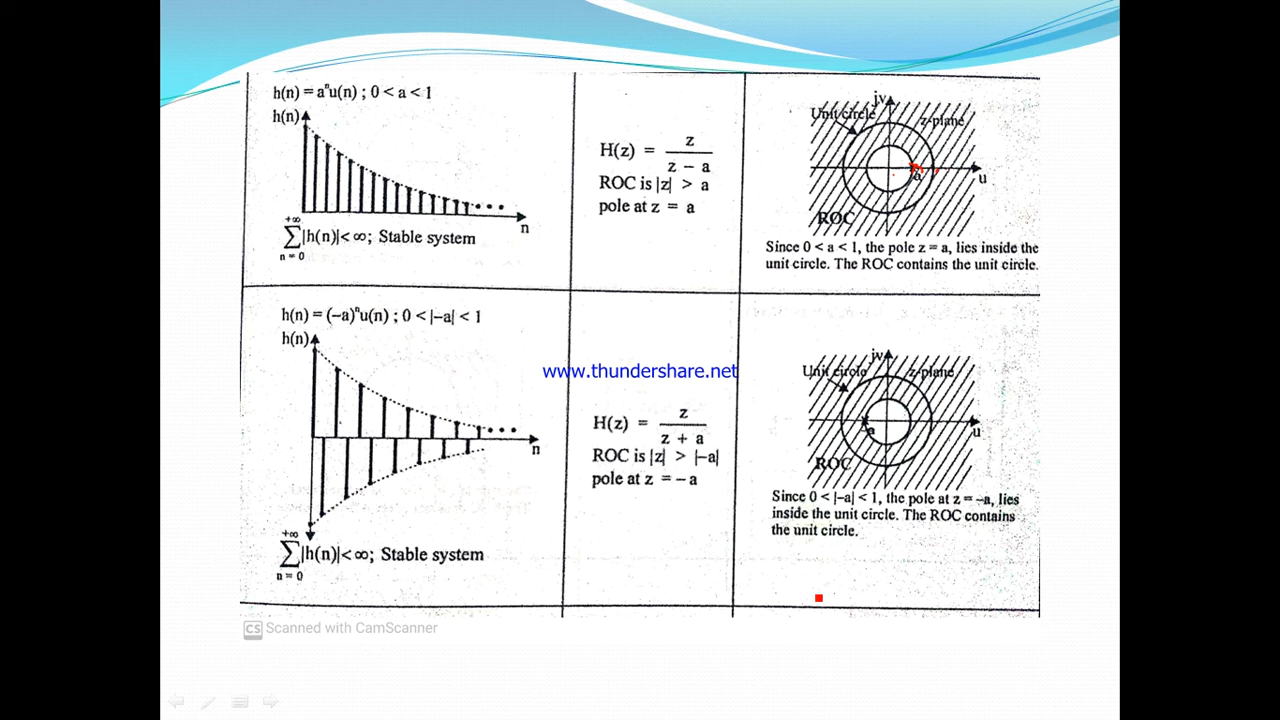 h(n) = aⁿu(n) ; 0 < a < 1
h(n)
n
+∞
∑|h(n)| < ∞; Stable system
n = 0
H(z) = z
z − a
ROC is |z| > a
pole at z = a
jv
Unit circle
z-plane
a
u
ROC
Since 0 < a < 1, the pole z = a, lies inside the
unit circle. The ROC contains the unit circle.
h(n) = (−a)ⁿu(n) ; 0 < |−a| < 1
h(n)
n
+∞
∑|h(n)| < ∞; Stable system
n = 0
www.thundershare.net
H(z) = z
z + a
ROC is |z| > |−a|
pole at z = − a
jv
Unit circle
z-plane
−a
u
ROC
Since 0 < |−a| < 1, the pole at z = −a, lies
inside the unit circle. The ROC contains
the unit circle.
CS Scanned with CamScanner